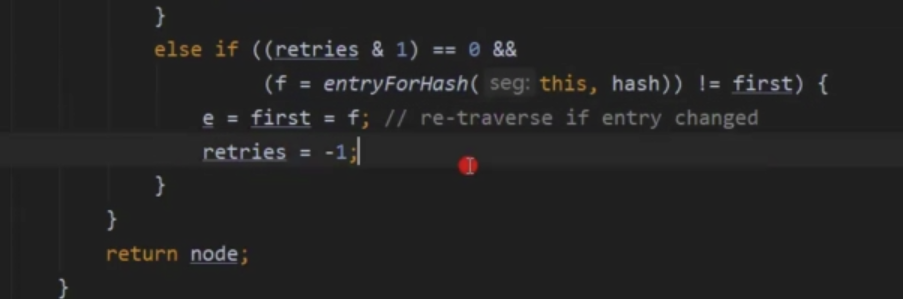 }
else if ((retries & 1) == 0 &&
(f = entryForHash( seg: this, hash)) != first) {
e = first = f; // re-traverse if entry changed
retries = -1;
}
}
return node;
}